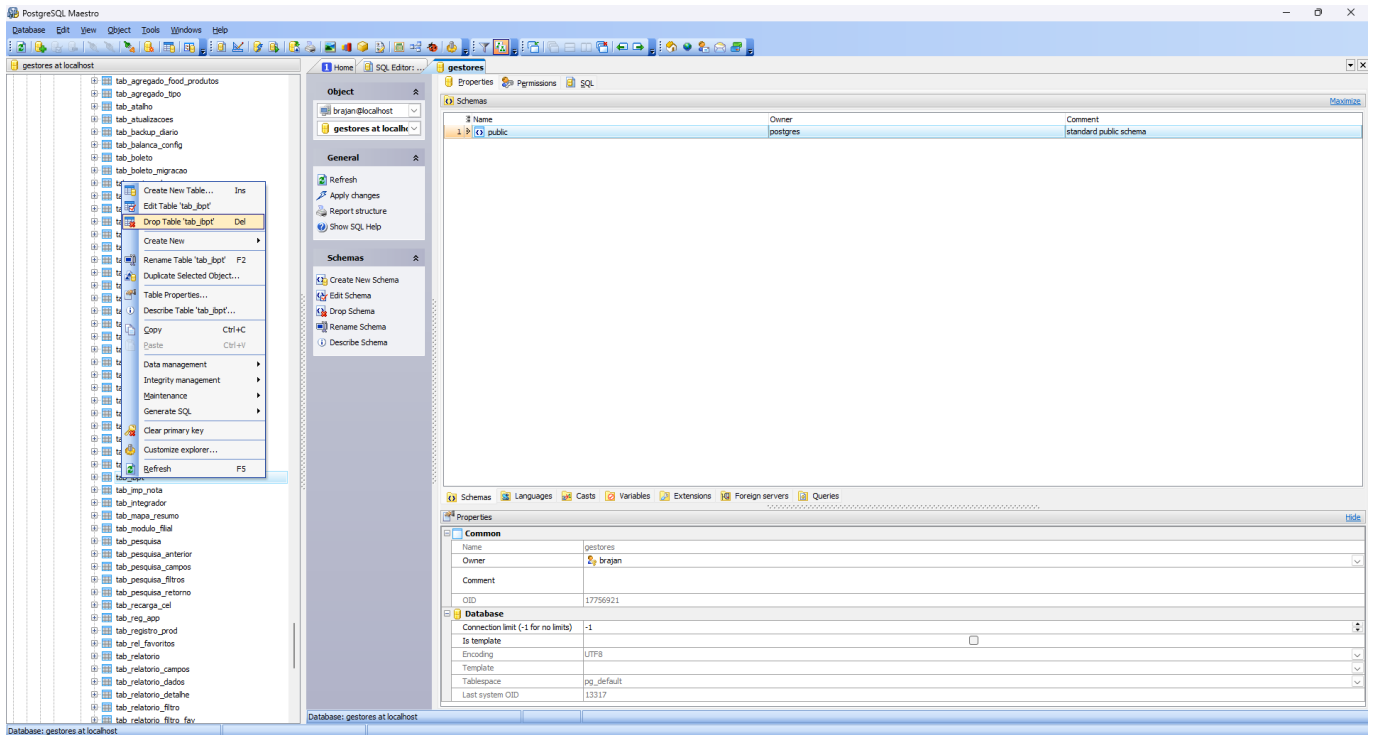 PostgreSQL Maestro
Database Edit View Object Tools Windows Help
gestores at localhost
tab_agregado_food_produtos
tab_agregado_tipo
tab_atalho
tab_atualizacoes
tab_backup_diario
tab_balanca_config
tab_boleto
tab_boleto_migracao
Create New Table... Ins
Edit Table 'tab_ibpt'
Drop Table 'tab_ibpt' Del
Create New
Rename Table 'tab_ibpt' F2
Duplicate Selected Object...
Table Properties...
Describe Table 'tab_ibpt'...
Copy Ctrl+C
Paste Ctrl+V
Data management
Integrity management
Maintenance
Generate SQL
Clear primary key
Customize explorer...
Refresh F5
tab_ibpt
tab_imp_nota
tab_integrador
tab_mapa_resumo
tab_modulo_filial
tab_pesquisa
tab_pesquisa_anterior
tab_pesquisa_campos
tab_pesquisa_filtros
tab_pesquisa_retorno
tab_recarga_cel
tab_reg_app
tab_registro_prod
tab_rel_favoritos
tab_relatorio
tab_relatorio_campos
tab_relatorio_dados
tab_relatorio_detalhe
tab_relatorio_filtro
tab_relatorio_filtro_fav
Home SQL Editor: ... gestores
Object
brajan@localhost
gestores at localhc
General
Refresh
Apply changes
Report structure
Show SQL Help
Schemas
Create New Schema
Edit Schema
Drop Schema
Rename Schema
Describe Schema
Properties Permissions SQL
Schemas Maximize
Name Owner Comment
1 public postgres standard public schema
Schemas Languages Casts Variables Extensions Foreign servers Queries
Properties Hide
Common
Name gestores
Owner brajan
Comment
OID 17756921
Database
Connection limit (-1 for no limits) -1
Is template
Encoding UTF8
Template
Tablespace pg_default
Last system OID 13317
Database: gestores at localhost
Database: gestores at localhost